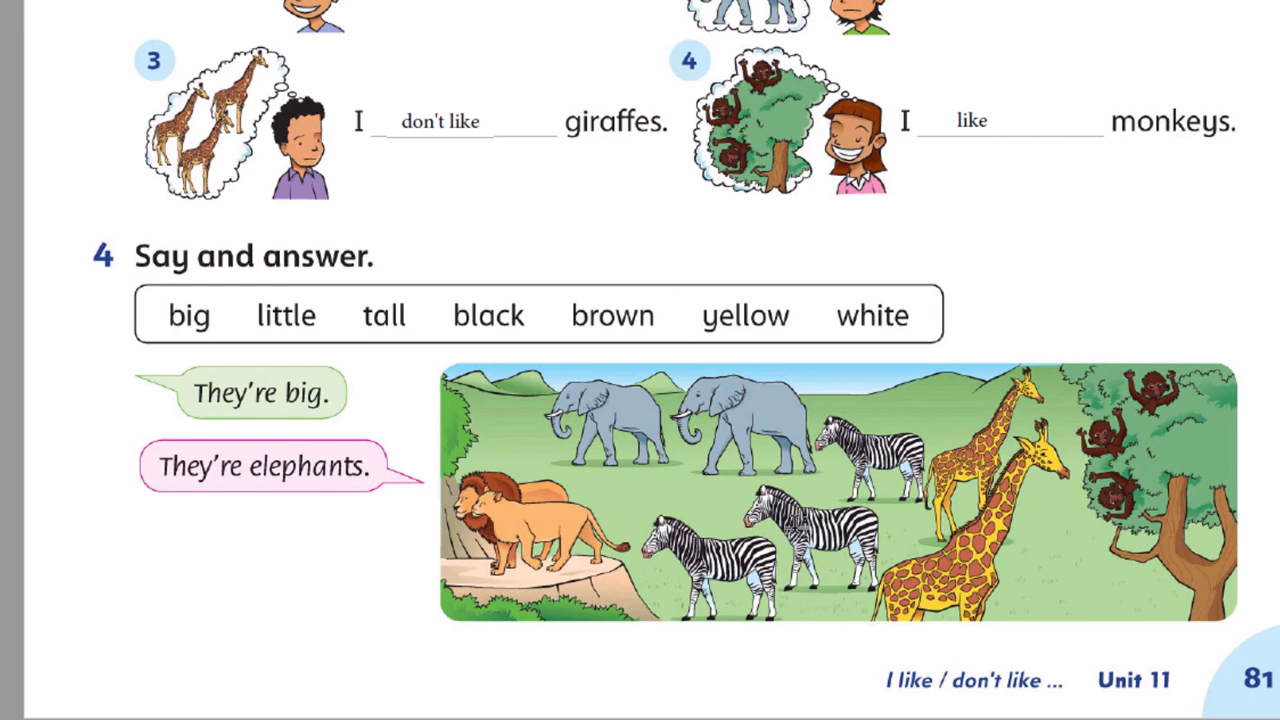 3
I don't like giraffes.
4
I like monkeys.
4 Say and answer.
big little tall black brown yellow white
They're big.
They're elephants.
I like / don't like ... Unit 11 81